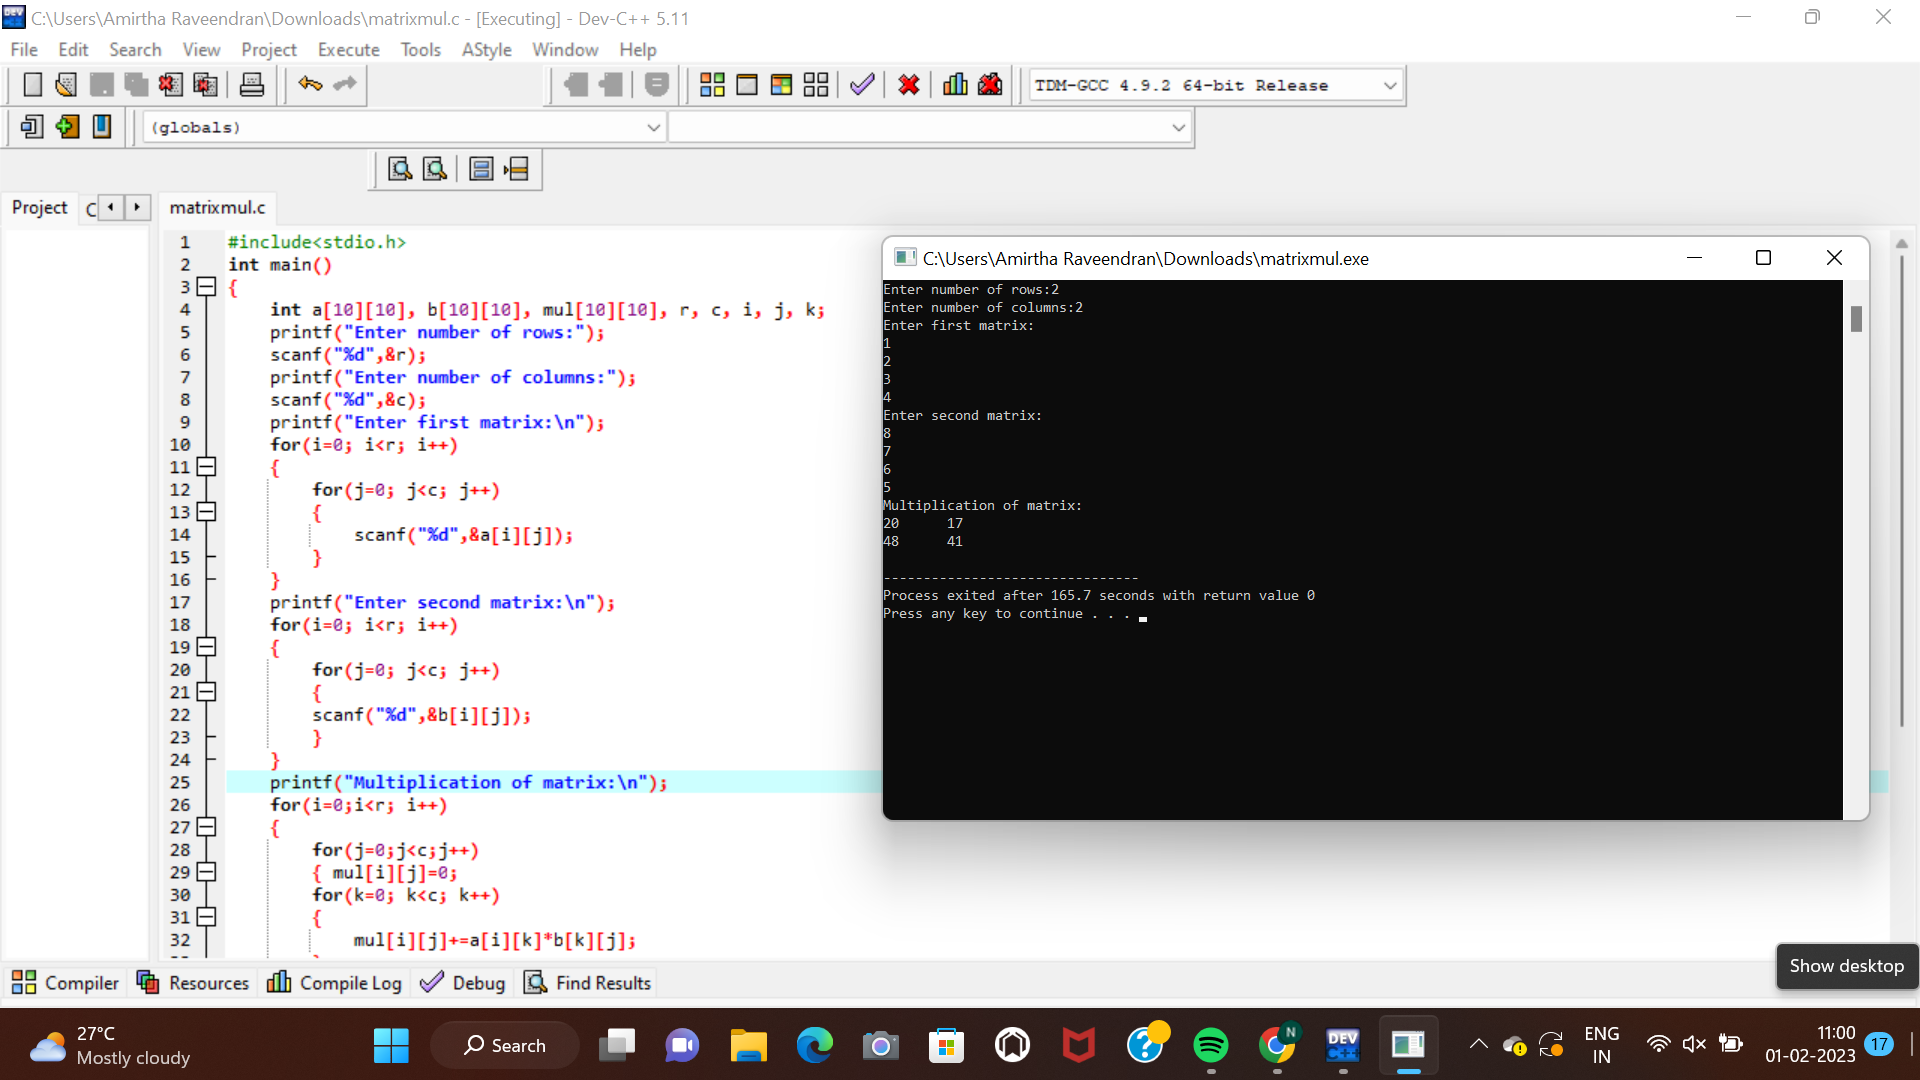 C:\Users\Amirtha Raveendran\Downloads\matrixmul.c - [Executing] - Dev-C++ 5.11
File Edit Search View Project Execute Tools AStyle Window Help
TDM-GCC 4.9.2 64-bit Release
(globals)
Project C matrixmul.c
1 #include<stdio.h>
2 int main()
3 {
4 int a[10][10], b[10][10], mul[10][10], r, c, i, j, k;
5 printf("Enter number of rows:");
6 scanf("%d",&r);
7 printf("Enter number of columns:");
8 scanf("%d",&c);
9 printf("Enter first matrix:\n");
10 for(i=0; i<r; i++)
11 {
12 for(j=0; j<c; j++)
13 {
14 scanf("%d",&a[i][j]);
15 }
16 }
17 printf("Enter second matrix:\n");
18 for(i=0; i<r; i++)
19 {
20 for(j=0; j<c; j++)
21 {
22 scanf("%d",&b[i][j]);
23 }
24 }
25 printf("Multiplication of matrix:\n");
26 for(i=0;i<r; i++)
27 {
28 for(j=0;j<c;j++)
29 { mul[i][j]=0;
30 for(k=0; k<c; k++)
31 {
32 mul[i][j]+=a[i][k]*b[k][j];
C:\Users\Amirtha Raveendran\Downloads\matrixmul.exe
Enter number of rows:2
Enter number of columns:2
Enter first matrix:
1
2
3
4
Enter second matrix:
8
7
6
5
Multiplication of matrix:
20 17
48 41
--------------------------------
Process exited after 165.7 seconds with return value 0
Press any key to continue . . .
Compiler Resources Compile Log Debug Find Results
Show desktop
27°C
Mostly cloudy
Search
N
DEV
C++
ENG
IN
11:00
01-02-2023
17